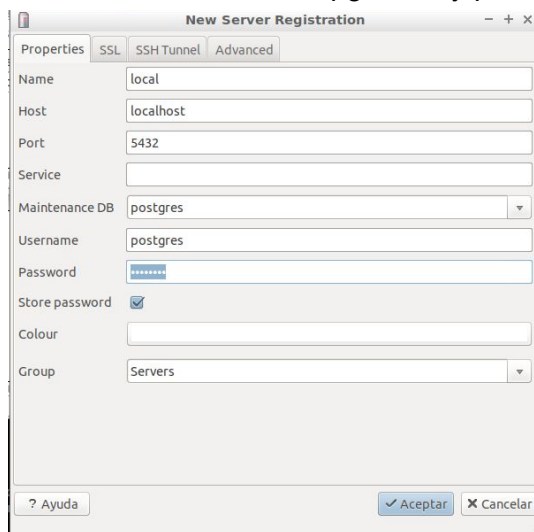 New Server Registration
Properties SSL SSH Tunnel Advanced
Name local
Host localhost
Port 5432
Service
Maintenance DB postgres
Username postgres
Password ••••••••
Store password
Colour
Group Servers
? Ayuda Aceptar Cancelar